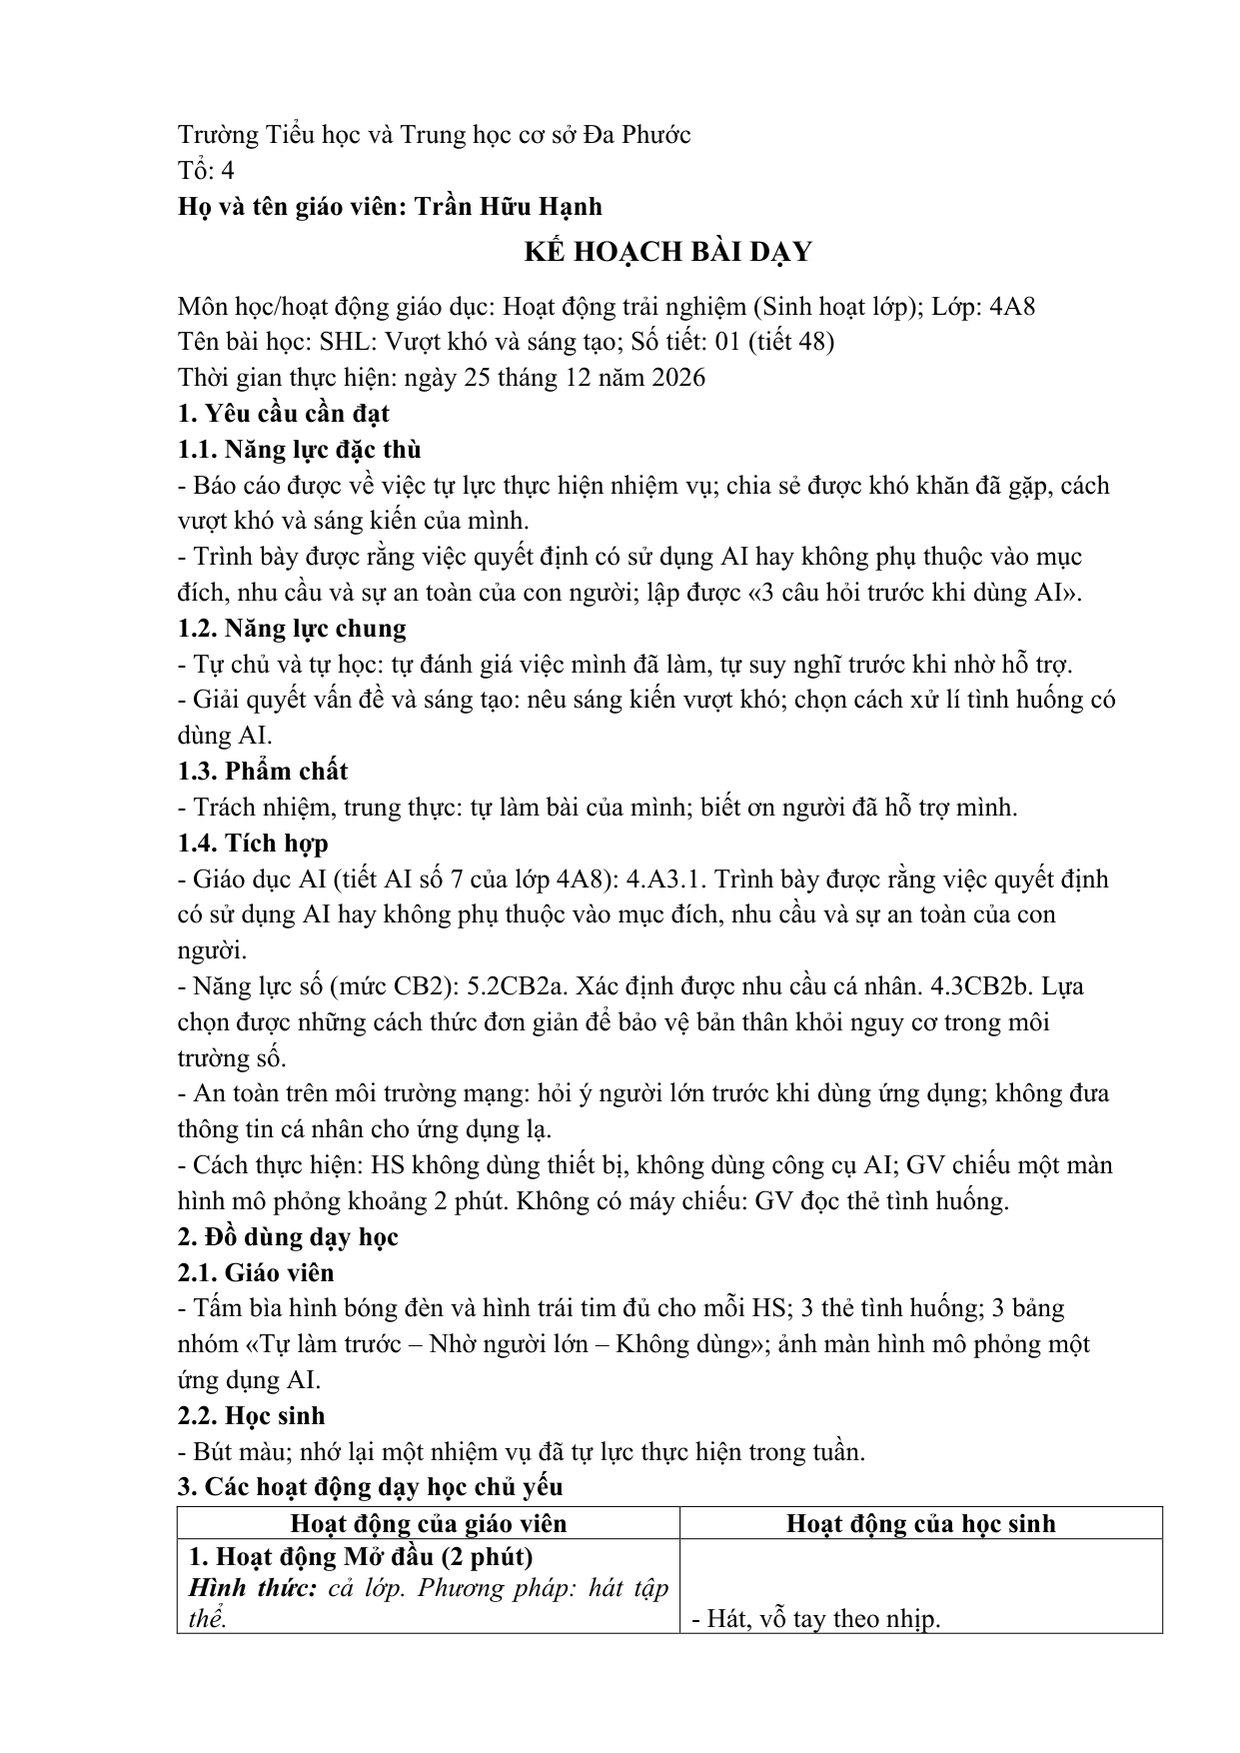 Trường Tiểu học và Trung học cơ sở Đa Phước
Tổ: 4
Họ và tên giáo viên: Trần Hữu Hạnh
KẾ HOẠCH BÀI DẠY
Môn học/hoạt động giáo dục: Hoạt động trải nghiệm (Sinh hoạt lớp); Lớp: 4A8
Tên bài học: SHL: Vượt khó và sáng tạo; Số tiết: 01 (tiết 48)
Thời gian thực hiện: ngày 25 tháng 12 năm 2026
1. Yêu cầu cần đạt
1.1. Năng lực đặc thù
- Báo cáo được về việc tự lực thực hiện nhiệm vụ; chia sẻ được khó khăn đã gặp, cách
vượt khó và sáng kiến của mình.
- Trình bày được rằng việc quyết định có sử dụng AI hay không phụ thuộc vào mục
đích, nhu cầu và sự an toàn của con người; lập được «3 câu hỏi trước khi dùng AI».
1.2. Năng lực chung
- Tự chủ và tự học: tự đánh giá việc mình đã làm, tự suy nghĩ trước khi nhờ hỗ trợ.
- Giải quyết vấn đề và sáng tạo: nêu sáng kiến vượt khó; chọn cách xử lí tình huống có
dùng AI.
1.3. Phẩm chất
- Trách nhiệm, trung thực: tự làm bài của mình; biết ơn người đã hỗ trợ mình.
1.4. Tích hợp
- Giáo dục AI (tiết AI số 7 của lớp 4A8): 4.A3.1. Trình bày được rằng việc quyết định
có sử dụng AI hay không phụ thuộc vào mục đích, nhu cầu và sự an toàn của con
người.
- Năng lực số (mức CB2): 5.2CB2a. Xác định được nhu cầu cá nhân. 4.3CB2b. Lựa
chọn được những cách thức đơn giản để bảo vệ bản thân khỏi nguy cơ trong môi
trường số.
- An toàn trên môi trường mạng: hỏi ý người lớn trước khi dùng ứng dụng; không đưa
thông tin cá nhân cho ứng dụng lạ.
- Cách thực hiện: HS không dùng thiết bị, không dùng công cụ AI; GV chiếu một màn
hình mô phỏng khoảng 2 phút. Không có máy chiếu: GV đọc thẻ tình huống.
2. Đồ dùng dạy học
2.1. Giáo viên
- Tấm bìa hình bóng đèn và hình trái tim đủ cho mỗi HS; 3 thẻ tình huống; 3 bảng
nhóm «Tự làm trước – Nhờ người lớn – Không dùng»; ảnh màn hình mô phỏng một
ứng dụng AI.
2.2. Học sinh
- Bút màu; nhớ lại một nhiệm vụ đã tự lực thực hiện trong tuần.
3. Các hoạt động dạy học chủ yếu
Hoạt động của giáo viên
Hoạt động của học sinh
1. Hoạt động Mở đầu (2 phút)
Hình thức: cả lớp. Phương pháp: hát tập
thể.
- Hát, vỗ tay theo nhịp.